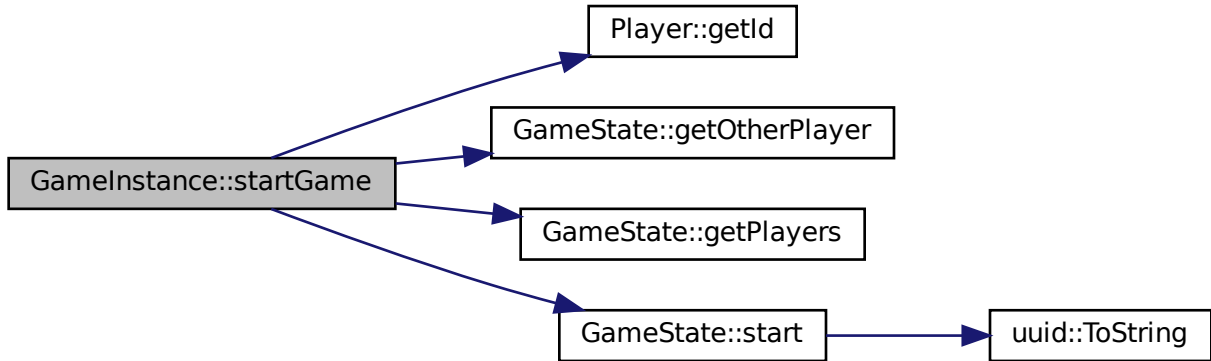 Player::getId
GameState::getOtherPlayer
GameInstance::startGame
GameState::getPlayers
GameState::start
uuid::ToString